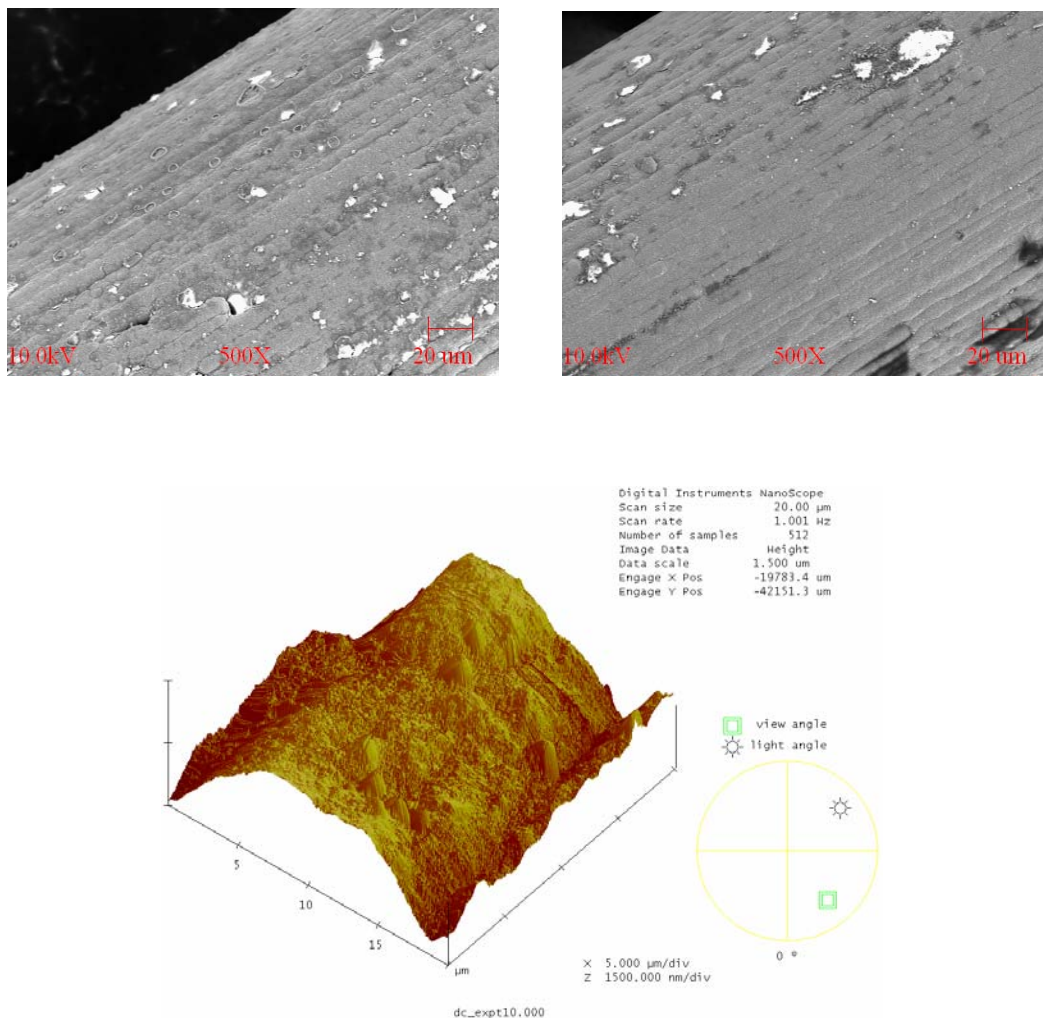 10.0kV 500X 20 um
10.0kV 500X 20 um
Digital Instruments NanoScope
Scan size 20.00 µm
Scan rate 1.001 Hz
Number of samples 512
Image Data Height
Data scale 1.500 um
Engage X Pos -19783.4 um
Engage Y Pos -42151.3 um
view angle
light angle
5
10
15
µm
0 º
X 5.000 µm/div
Z 1500.000 nm/div
dc_expt10.000